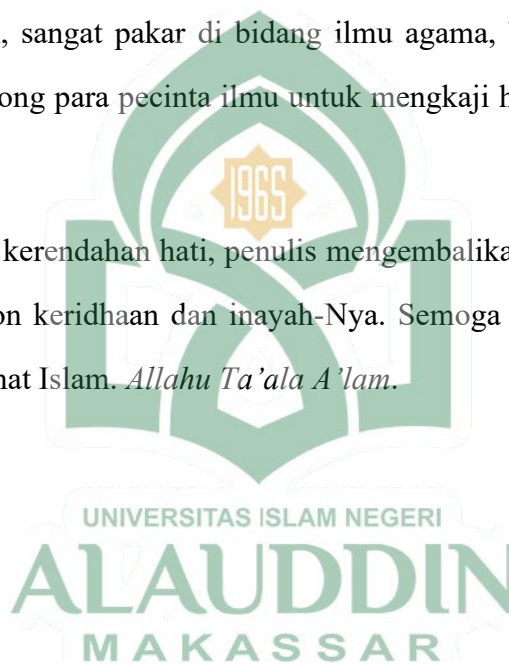 , sangat pakar di bidang ilmu agama,
ong para pecinta ilmu untuk mengkaji h
1965
kerendahan hati, penulis mengembalika
on keridhaan dan inayah-Nya. Semoga
nat Islam. Allahu Ta’ala A’lam.
UNIVERSITAS ISLAM NEGERI
ALAUDDIN
MAKASSAR